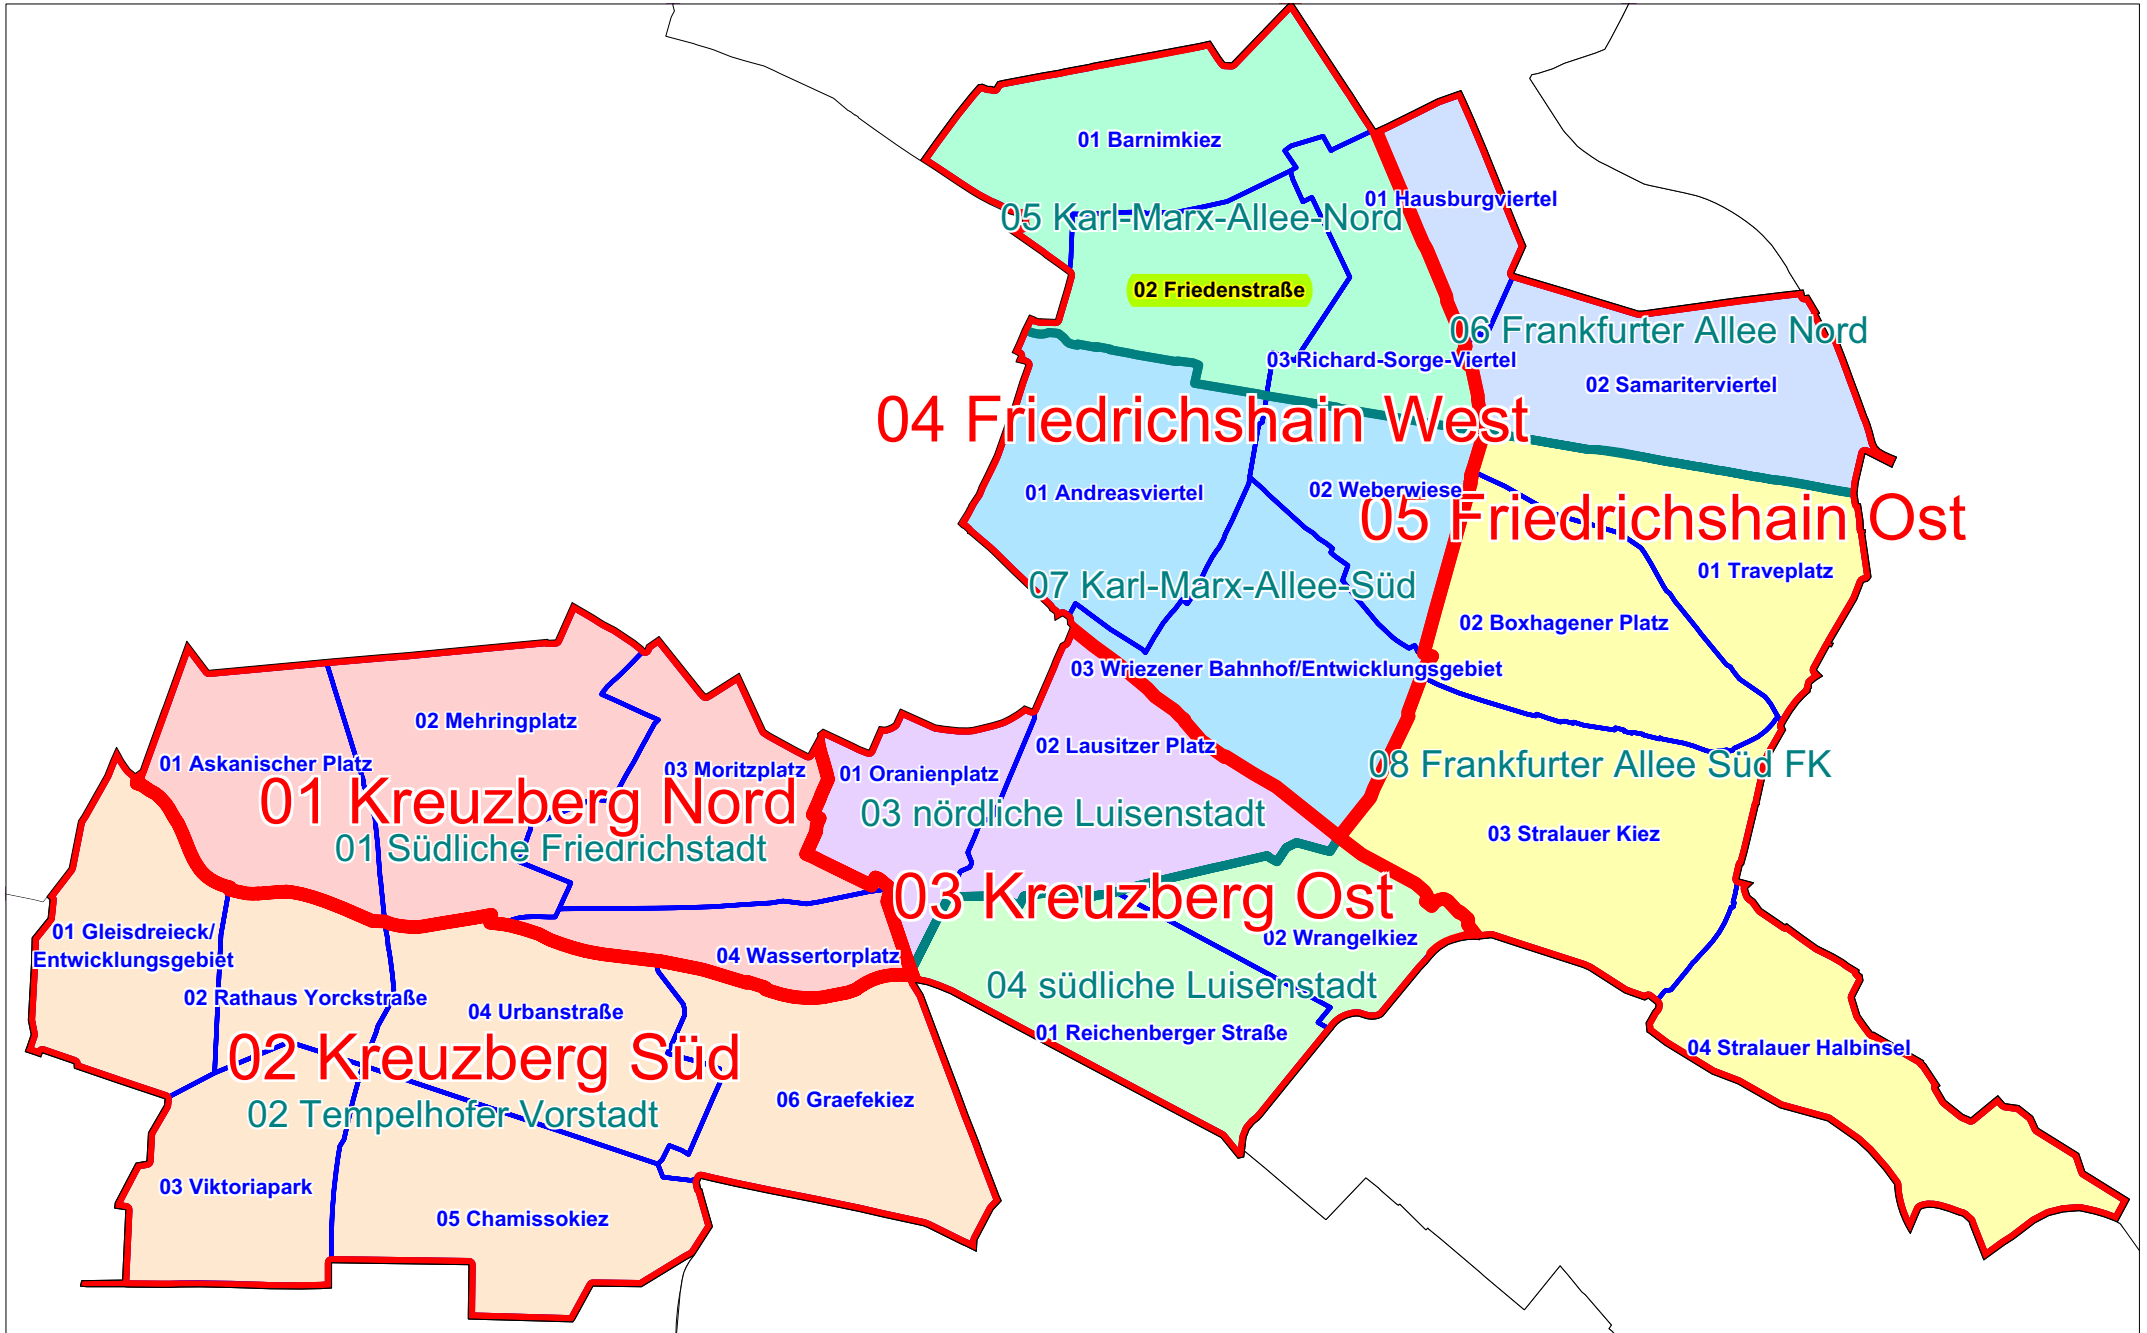 01 Barnimkiez
01 Hausburgviertel
05 Karl-Marx-Allee-Nord
02 Friedenstraße
06 Frankfurter Allee Nord
03 Richard-Sorge-Viertel
02 Samariterviertel
04 Friedrichshain West
01 Andreasviertel
02 Weberwiese
05 Friedrichshain Ost
01 Traveplatz
07 Karl-Marx-Allee-Süd
02 Boxhagener Platz
03 Wriezener Bahnhof/Entwicklungsgebiet
02 Mehringplatz
02 Lausitzer Platz
01 Askanischer Platz
03 Moritzplatz
01 Oranienplatz
08 Frankfurter Allee Süd FK
01 Kreuzberg Nord
03 nördliche Luisenstadt
03 Stralauer Kiez
01 Südliche Friedrichstadt
03 Kreuzberg Ost
01 Gleisdreieck/
Entwicklungsgebiet
02 Wrangelkiez
04 Wassertorplatz
04 südliche Luisenstadt
02 Rathaus Yorckstraße
04 Urbanstraße
01 Reichenberger Straße
04 Stralauer Halbinsel
02 Kreuzberg Süd
06 Graefekiez
02 Tempelhofer Vorstadt
03 Viktoriapark
05 Chamissokiez